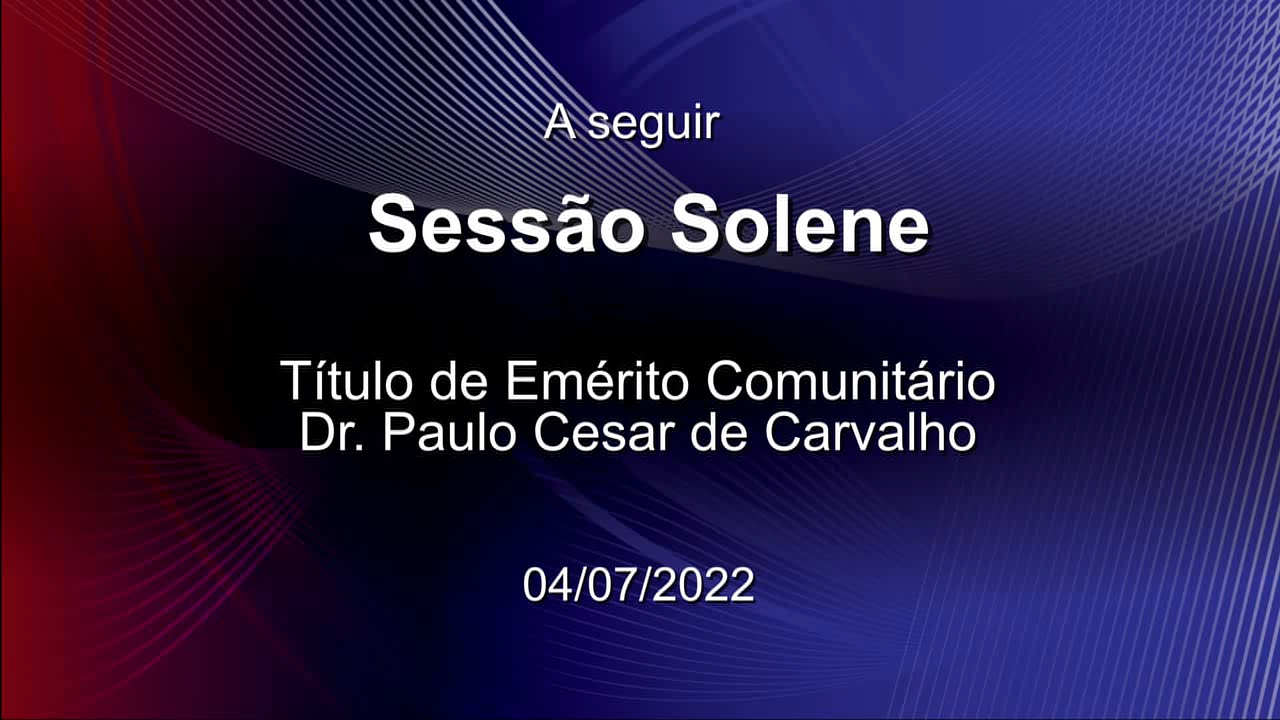 A seguir
Sessão Solene
Título de Emérito Comunitário
Dr. Paulo Cesar de Carvalho
04/07/2022